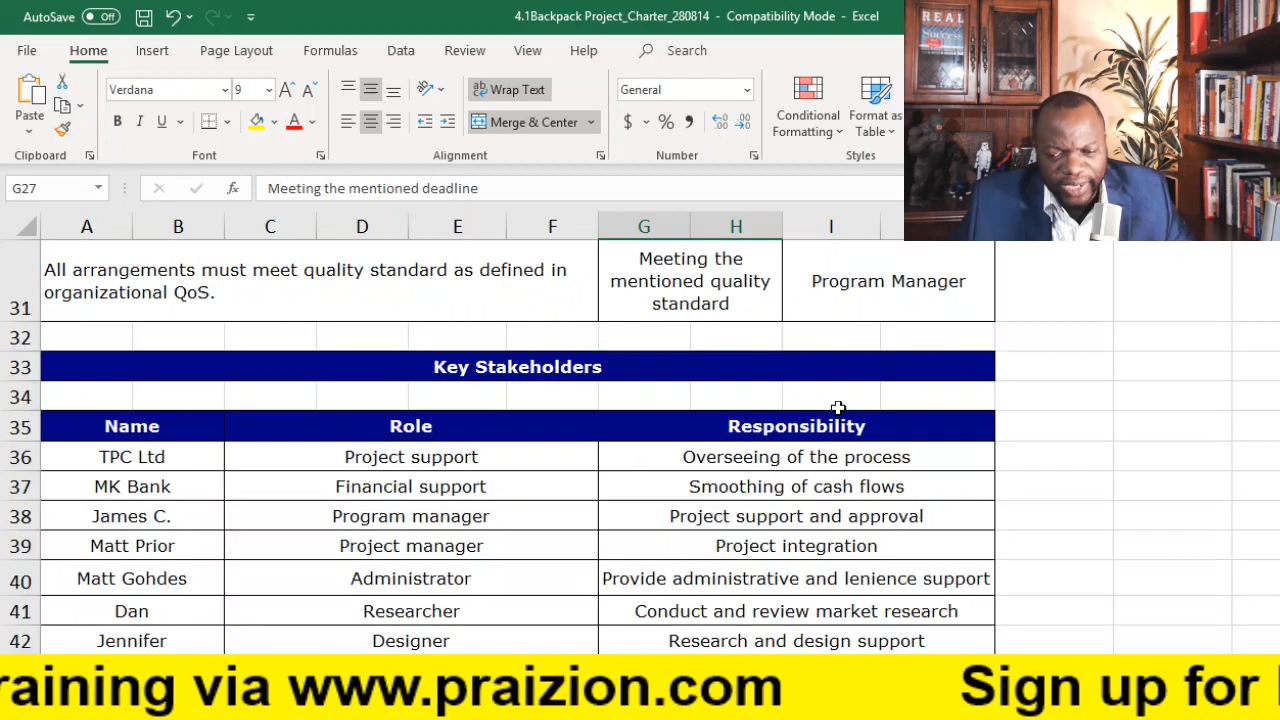 AutoSave Off 4.1Backpack Project_Charter_280814 - Compatibility Mode - Excel
REAL
Success
File Home Insert Page Layout Formulas Data Review View Help Search
Verdana 9 ab Wrap Text General
Paste B I U A Merge & Center $ % Conditional Formatting Format as Table
Clipboard Font Alignment Number Styles
G27 fx Meeting the mentioned deadline
A B C D E F G H I
31 All arrangements must meet quality standard as defined in organizational QoS. Meeting the mentioned quality standard Program Manager
32
33 Key Stakeholders
34
35 Name Role Responsibility
36 TPC Ltd Project support Overseeing of the process
37 MK Bank Financial support Smoothing of cash flows
38 James C. Program manager Project support and approval
39 Matt Prior Project manager Project integration
40 Matt Gohdes Administrator Provide administrative and lenience support
41 Dan Researcher Conduct and review market research
42 Jennifer Designer Research and design support
raining via www.praizion.com Sign up for